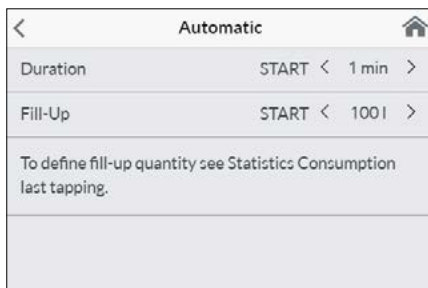 Automatic
Duration START < 1 min >
Fill-Up START < 100 l >
To define fill-up quantity see Statistics Consumption
last tapping.